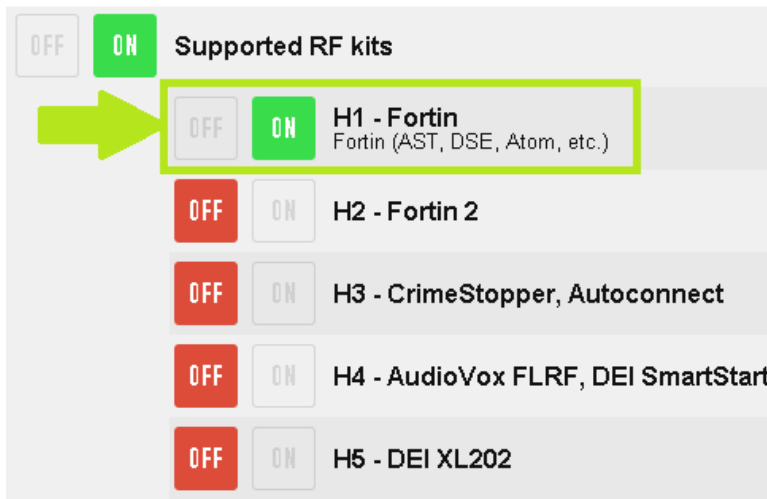 OFF ON Supported RF kits
OFF ON H1 - Fortin
Fortin (AST, DSE, Atom, etc.)
OFF ON H2 - Fortin 2
OFF ON H3 - CrimeStopper, Autoconnect
OFF ON H4 - AudioVox FLRF, DEI SmartStart
OFF ON H5 - DEI XL202